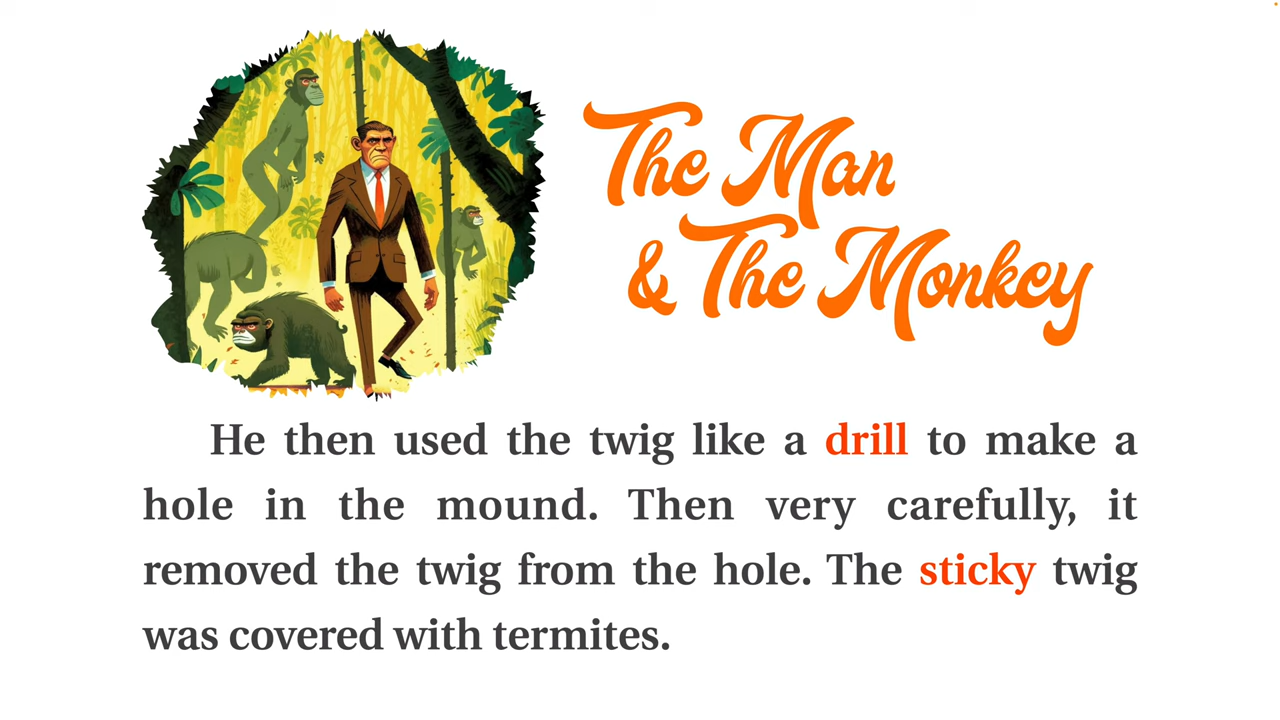 The Man
& The Monkey
He then used the twig like a drill to make a
hole in the mound. Then very carefully, it
removed the twig from the hole. The sticky twig
was covered with termites.